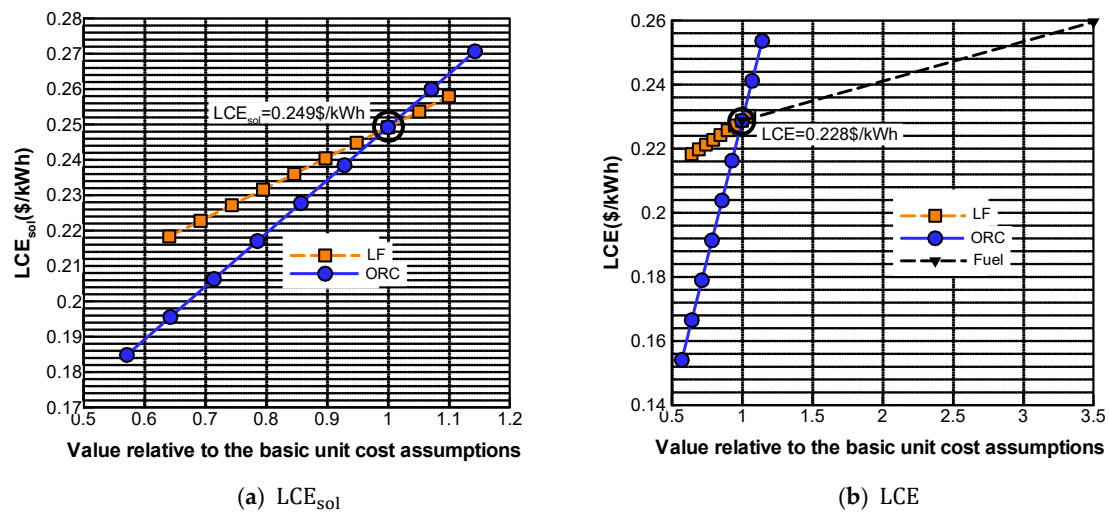 0.28
0.27
0.26
0.25
0.24
0.23
0.22
0.21
0.2
0.19
0.18
0.17
LCEsol($/kWh)
LCEsol=0.249$/kWh
LF
ORC
0.5 0.6 0.7 0.8 0.9 1 1.1 1.2
Value relative to the basic unit cost assumptions
(a) LCEsol
0.26
0.24
0.22
0.2
0.18
0.16
0.14
LCE($/kWh)
LCE=0.228$/kWh
LF
ORC
Fuel
0.5 1 1.5 2 2.5 3 3.5
Value relative to the basic unit cost assumptions
(b) LCE